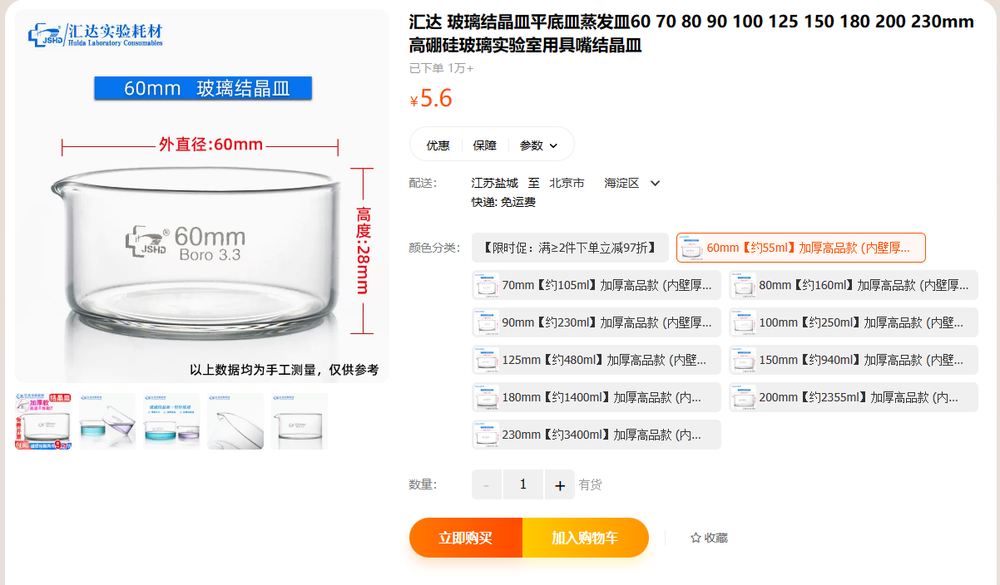 汇达 玻璃结晶皿平底皿蒸发皿60 70 80 90 100 125 150 180 200 230mm
高硼硅玻璃实验室用具嘴结晶皿
已下单 1万+
¥5.6
优惠 保障 参数
配送: 江苏盐城 至 北京市 海淀区
快递: 免运费
颜色分类: 【限时促：满≥2件下单立减97折】 60mm【约55ml】加厚高品款 (内壁厚...
70mm【约105ml】加厚高品款 (内壁厚... 80mm【约160ml】加厚高品款 (内壁厚...
90mm【约230ml】加厚高品款 (内壁厚... 100mm【约250ml】加厚高品款 (内壁...
125mm【约480ml】加厚高品款 (内壁... 150mm【约940ml】加厚高品款 (内壁...
180mm【约1400ml】加厚高品款 (内... 200mm【约2355ml】加厚高品款 (内...
230mm【约3400ml】加厚高品款 (内...
数量: - 1 + 有货
立即购买 加入购物车 收藏
JSHD ® 汇达实验耗材
Huida Laboratory Consumables
60mm 玻璃结晶皿
外直径:60mm
高度:28mm
JSHD ® 60mm
Boro 3.3
以上数据均为手工测量，仅供参考
结晶皿
加厚款
免费开票